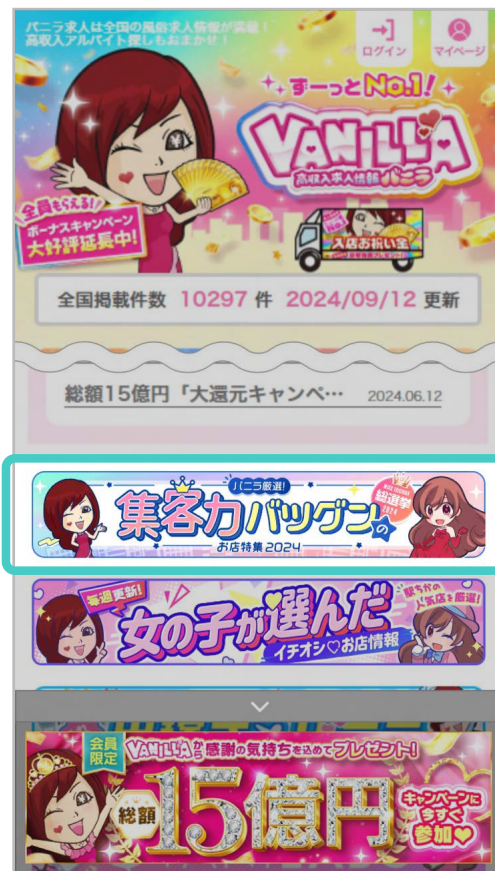 バニラ求人は全国の風俗求人情報が満載!
高収入アルバイト探しもおまかせ!
ログイン
マイページ
ずーっとNo.1!
VANILLA
高収入求人情報バニラ
全員もらえる!
ボーナスキャンペーン
大好評延長中!
入店お祝い金
全国掲載件数 10297 件 2024/09/12 更新
総額15億円「大還元キャンペ… 2024.06.12
バニラ厳選!
集客力バツグンの
お店特集2024
総選挙
毎週更新!
女の子が選んだ
イチオシ♡お店情報
駅ちかの
人気店を厳選!
会員
限定
VANILLAから感謝の気持ちを込めてプレゼント!
総額
15億円
キャンペーンに
今すぐ
参加♥